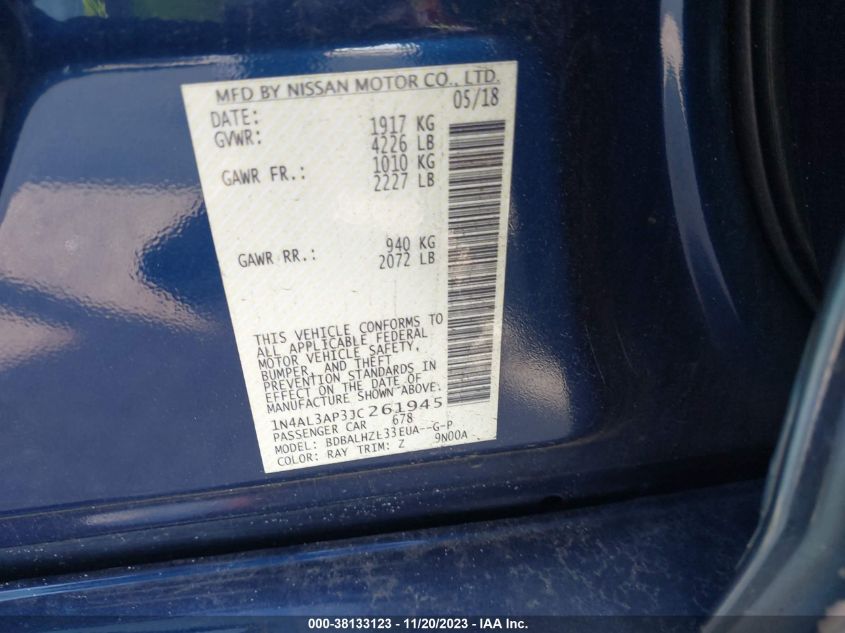 MFD BY NISSAN MOTOR CO., LTD.
DATE: 05/18
GVWR: 1917 KG
4226 LB
GAWR FR.: 1010 KG
2227 LB
GAWR RR.: 940 KG
2072 LB
THIS VEHICLE CONFORMS TO
ALL APPLICABLE FEDERAL
MOTOR VEHICLE SAFETY,
BUMPER, AND THEFT
PREVENTION STANDARDS IN
EFFECT ON THE DATE OF
MANUFACTURE SHOWN ABOVE.
1N4AL3AP3JC261945
PASSENGER CAR 678
MODEL: BDBALHZL33EUA--G-P
COLOR: RAY TRIM: Z 9N00A
000-38133123 - 11/20/2023 - IAA Inc.